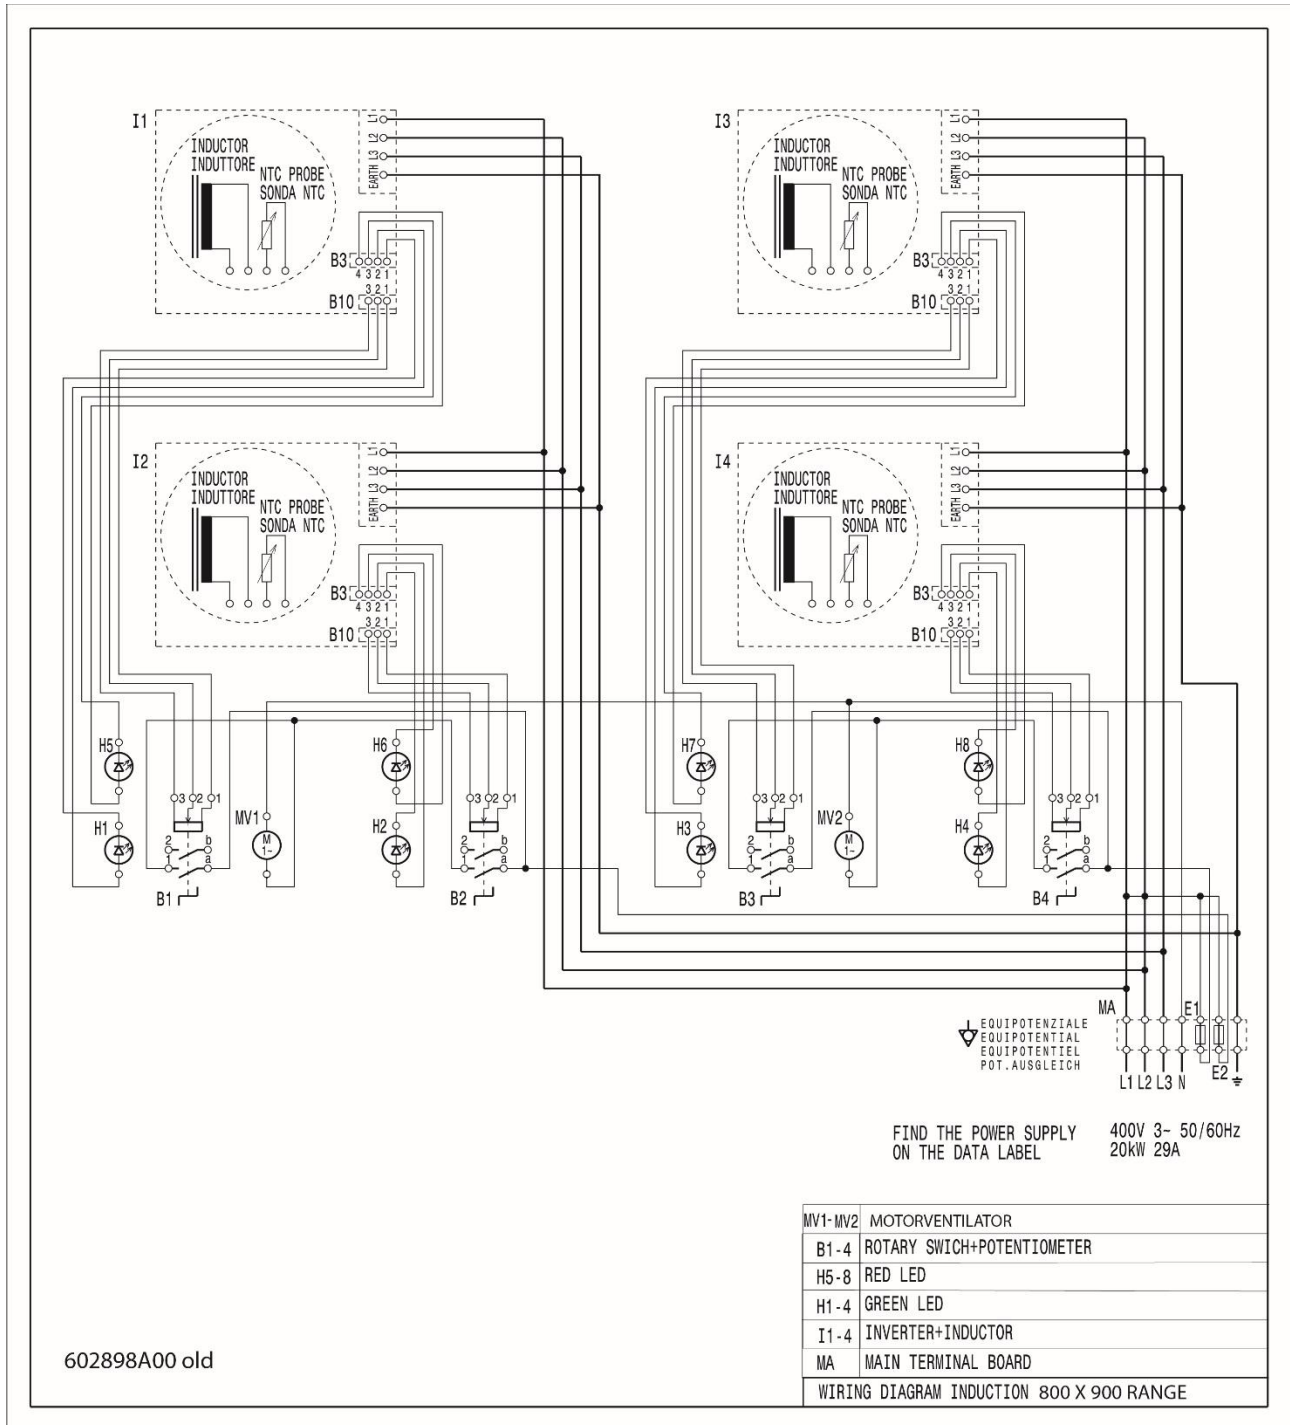 I1
L1
L2
L3
EARTH
INDUCTOR
INDUTTORE
NTC PROBE
SONDA NTC
B3
4 3 2 1
3 2 1
B10
I3
L1
L2
L3
EARTH
INDUCTOR
INDUTTORE
NTC PROBE
SONDA NTC
B3
4 3 2 1
3 2 1
B10
I2
L1
L2
L3
EARTH
INDUCTOR
INDUTTORE
NTC PROBE
SONDA NTC
B3
4 3 2 1
3 2 1
B10
I4
L1
L2
L3
EARTH
INDUCTOR
INDUTTORE
NTC PROBE
SONDA NTC
B3
4 3 2 1
3 2 1
B10
H5
H6
H7
H8
3 2 1
3 2 1
3 2 1
3 2 1
H1
2 b
1 a
B1
MV1
M
1~
H2
2 b
1 a
B2
H3
2 b
1 a
B3
MV2
M
1~
H4
2 b
1 a
B4
MA
E1
EQUIPOTENZIALE
EQUIPOTENTIAL
EQUIPOTENTIEL
POT.AUSGLEICH
L1 L2 L3 N
E2
FIND THE POWER SUPPLY
ON THE DATA LABEL
400V 3~ 50/60Hz
20kW 29A
MV1-MV2 MOTORVENTILATOR
B1-4 ROTARY SWICH+POTENTIOMETER
H5-8 RED LED
H1-4 GREEN LED
I1-4 INVERTER+INDUCTOR
MA MAIN TERMINAL BOARD
WIRING DIAGRAM INDUCTION 800 X 900 RANGE
602898A00 old